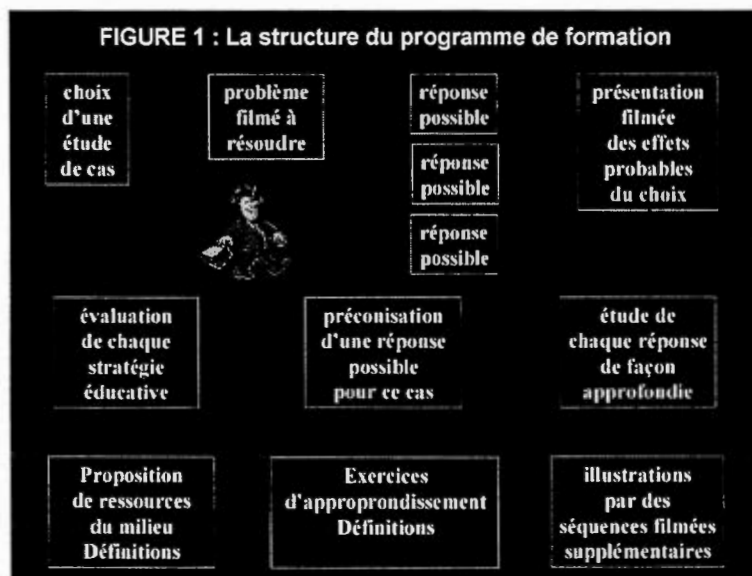 FIGURE 1 : La structure du programme de formation
choix
d'une
étude
de cas
problème
filmé à
résoudre
réponse
possible
réponse
possible
réponse
possible
présentation
filmée
des effets
probables
du choix
évaluation
de chaque
stratégie
éducative
préconisation
d'une réponse
possible
pour ce cas
étude de
chaque réponse
de façon
approfondie
Proposition
de ressources
du milieu
Définitions
Exercices
d'approprondissement
Définitions
illustrations
par des
séquences filmées
supplémentaires